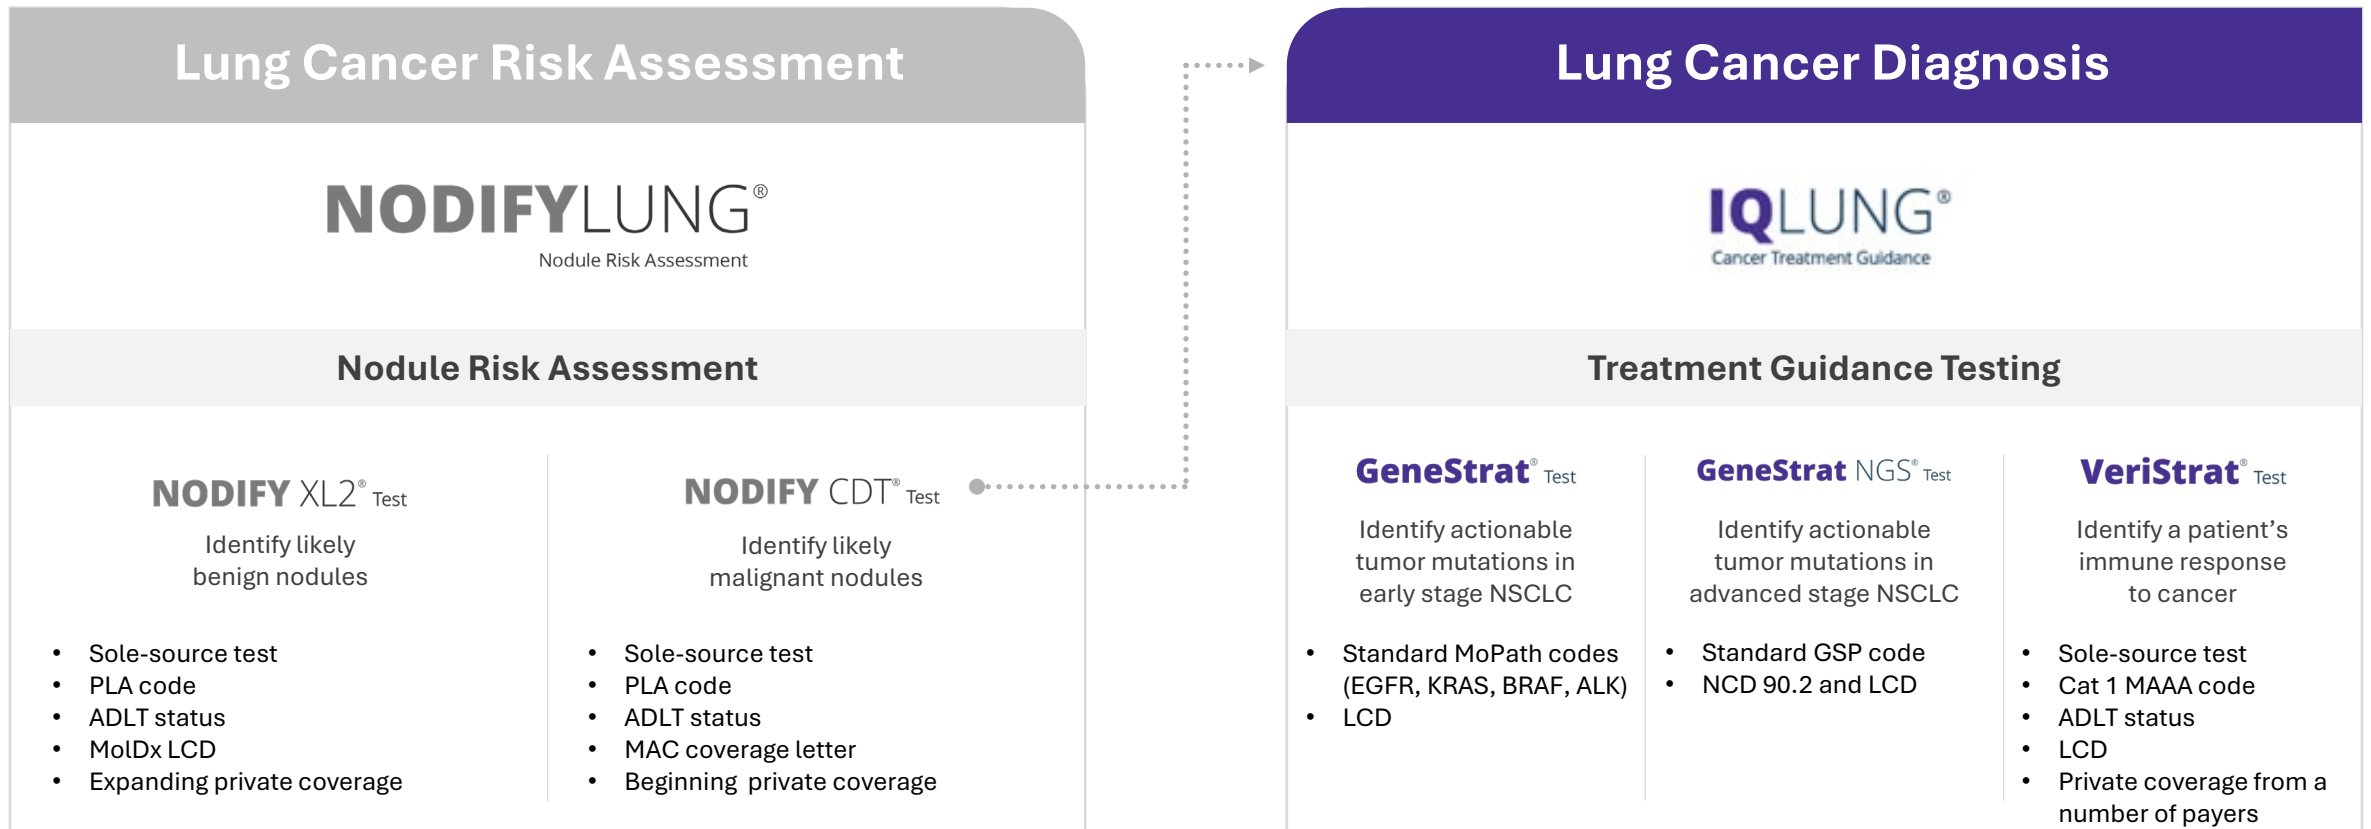 Lung Cancer Risk Assessment
NODIFYLUNG®
Nodule Risk Assessment
Nodule Risk Assessment
NODIFY XL2® Test
Identify likely
benign nodules
• Sole-source test
• PLA code
• ADLT status
• MolDx LCD
• Expanding private coverage
NODIFY CDT® Test
Identify likely
malignant nodules
• Sole-source test
• PLA code
• ADLT status
• MAC coverage letter
• Beginning  private coverage
Lung Cancer Diagnosis
IQLUNG®
Cancer Treatment Guidance
Treatment Guidance Testing
GeneStrat® Test
Identify actionable
tumor mutations in
early stage NSCLC
• Standard MoPath codes
(EGFR, KRAS, BRAF, ALK)
• LCD
GeneStrat NGS® Test
Identify actionable
tumor mutations in
advanced stage NSCLC
• Standard GSP code
• NCD 90.2 and LCD
VeriStrat® Test
Identify a patient’s
immune response
to cancer
• Sole-source test
• Cat 1 MAAA code
• ADLT status
• LCD
• Private coverage from a
number of payers